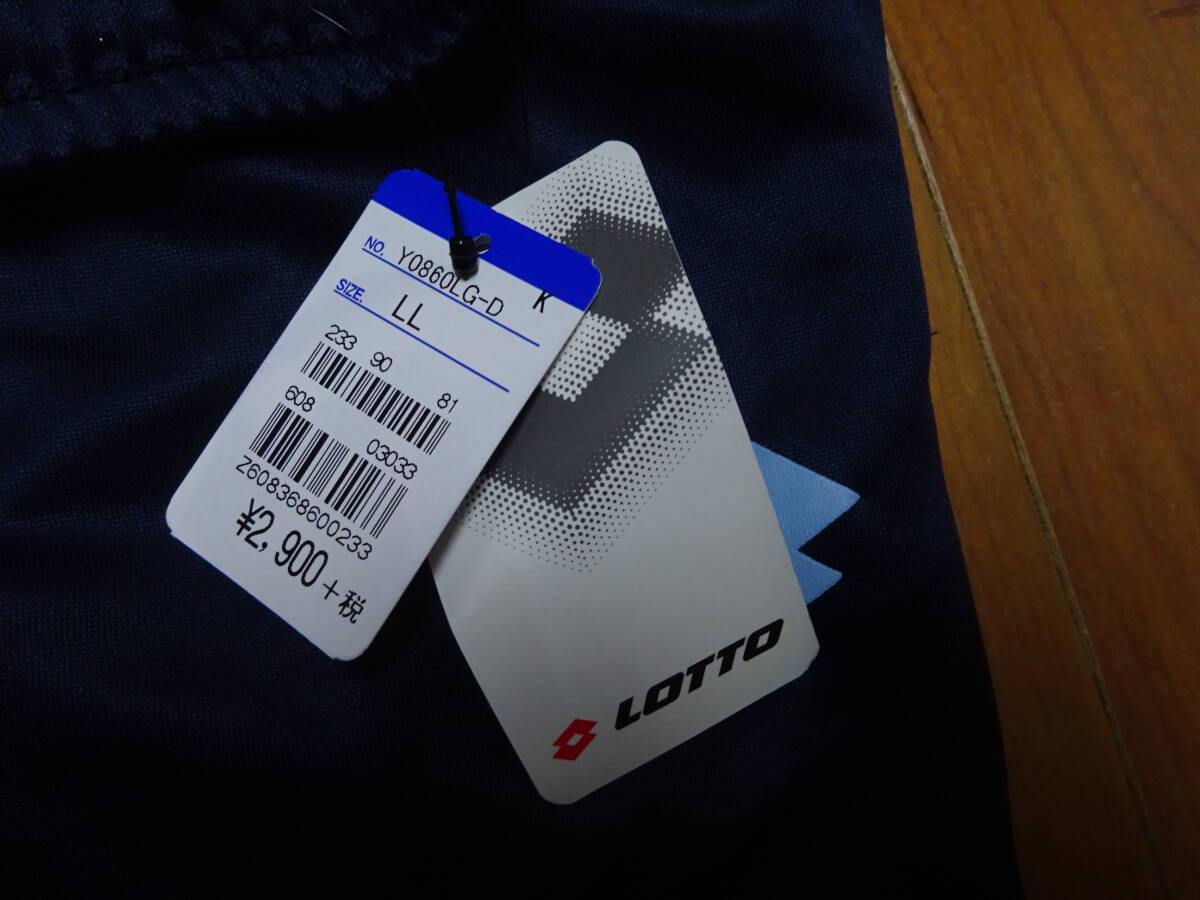 NO. Y0860LG-D K
SIZE. LL
233 90 81
608 03033
Z608368600233
¥2,900+税
LOTTO